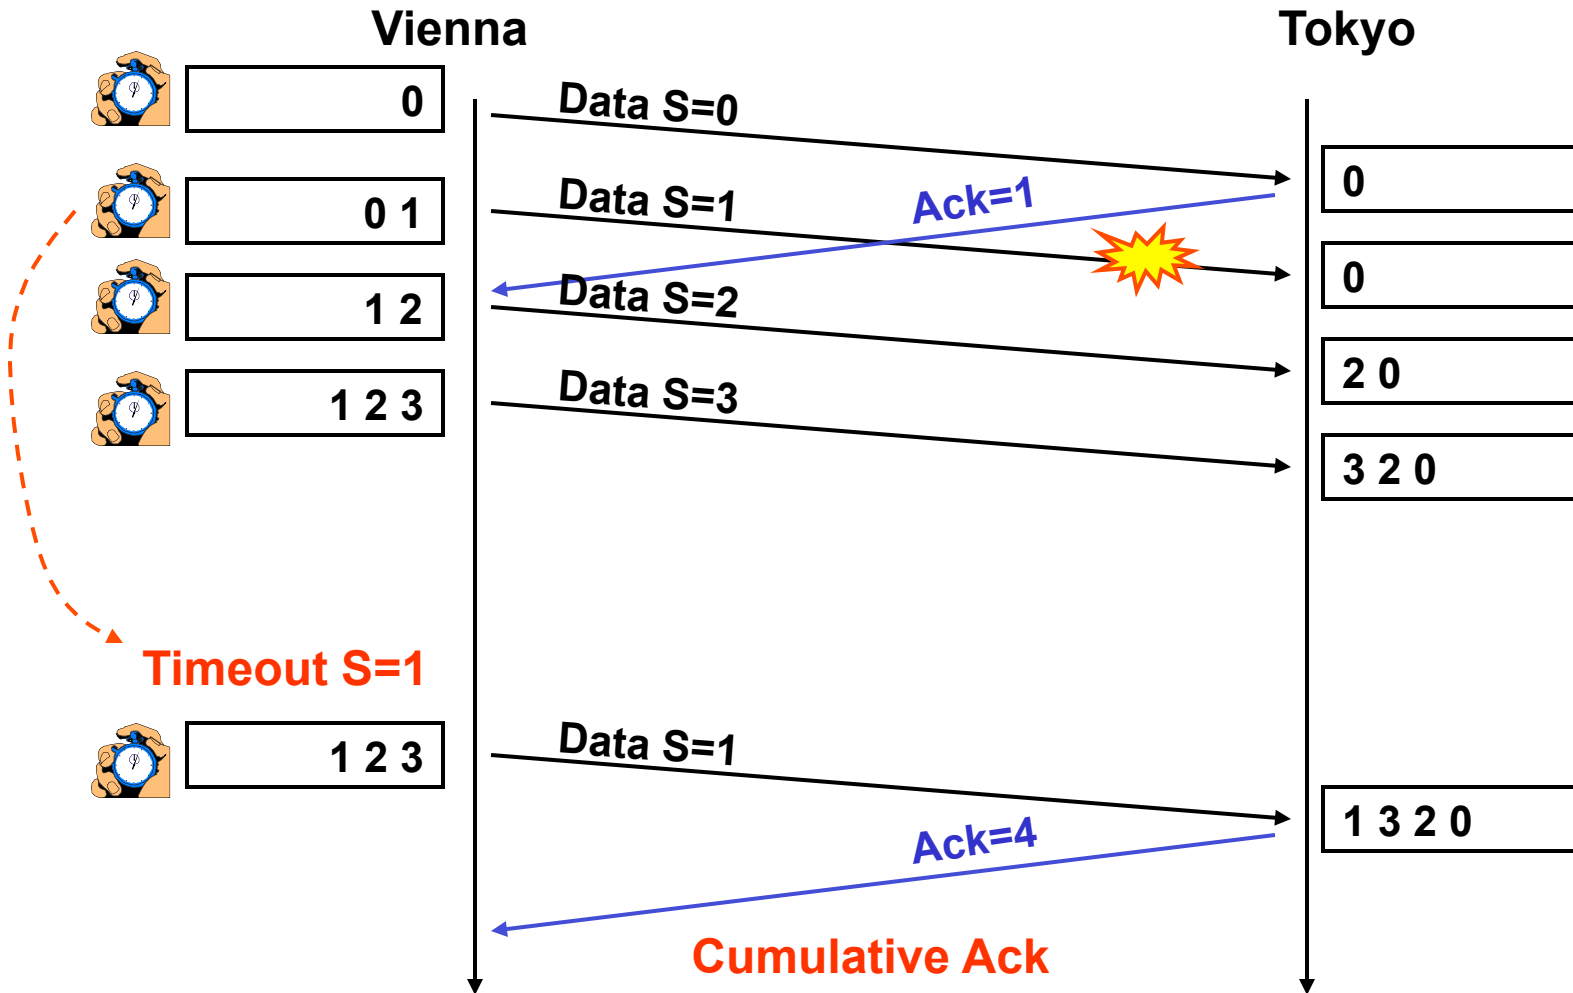 Vienna
Tokyo
0
Data S=0
0
0 1
Data S=1
Ack=1
0
1 2
Data S=2
2 0
1 2 3
Data S=3
3 2 0
Timeout S=1
1 2 3
Data S=1
1 3 2 0
Ack=4
Cumulative Ack